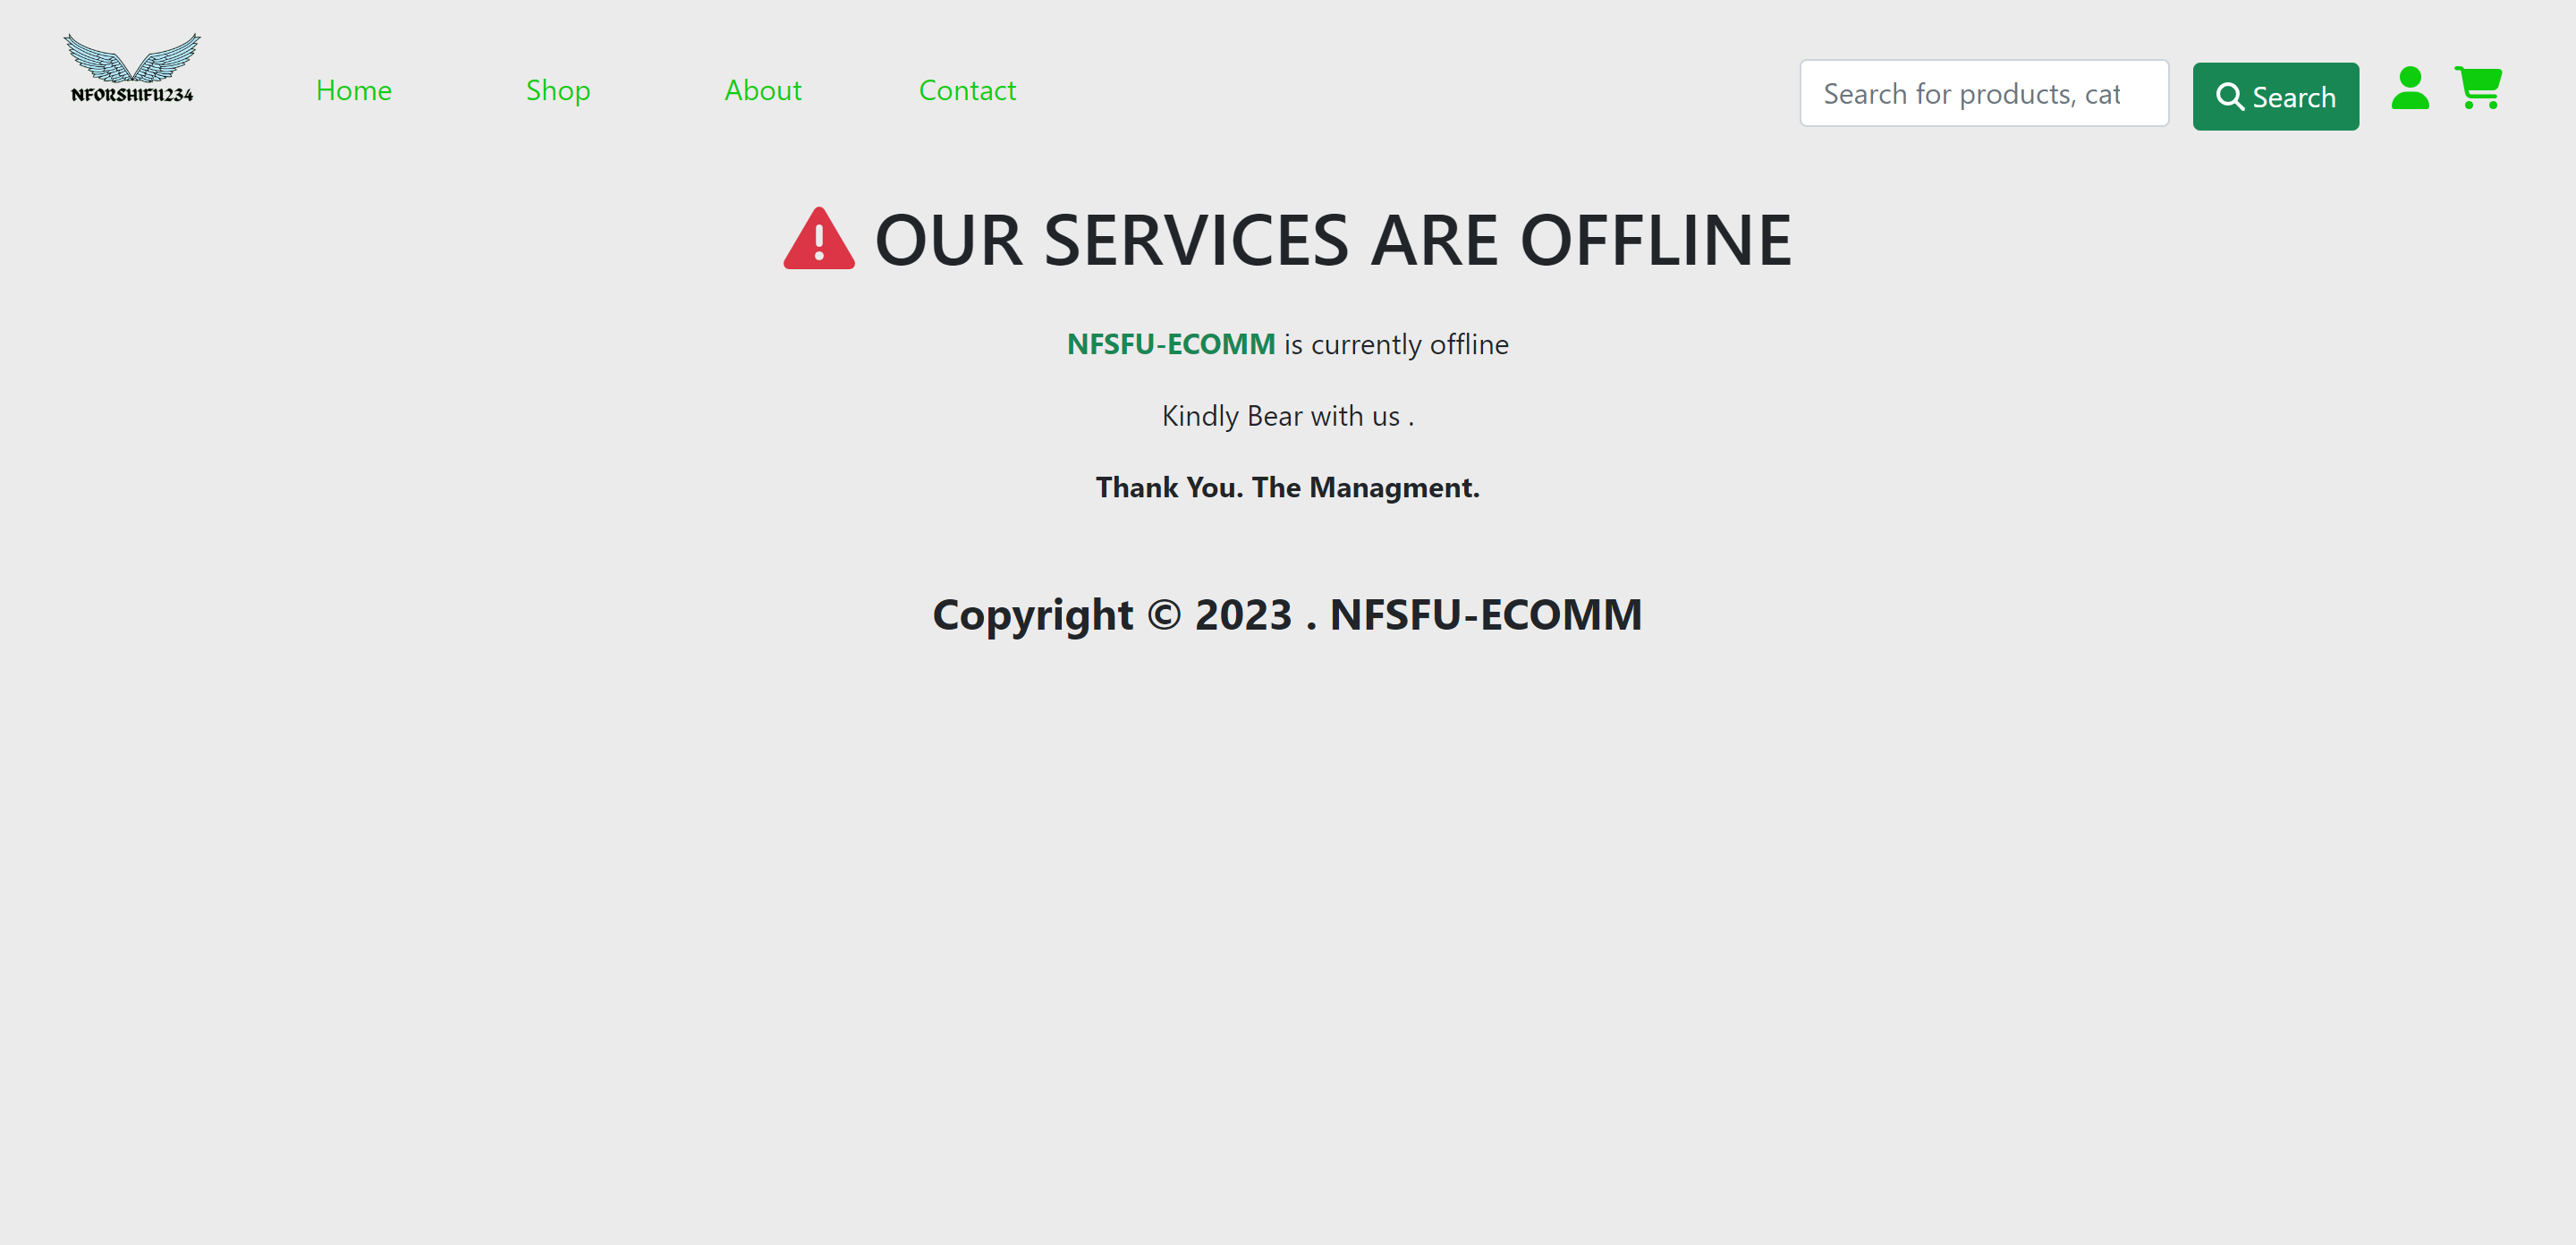 NFORSHIFU234
Home Shop About Contact
Search for products, cat
Search
OUR SERVICES ARE OFFLINE
NFSFU-ECOMM is currently offline
Kindly Bear with us .
Thank You. The Managment.
Copyright © 2023 . NFSFU-ECOMM